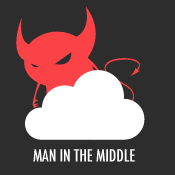 MAN IN THE MIDDLE